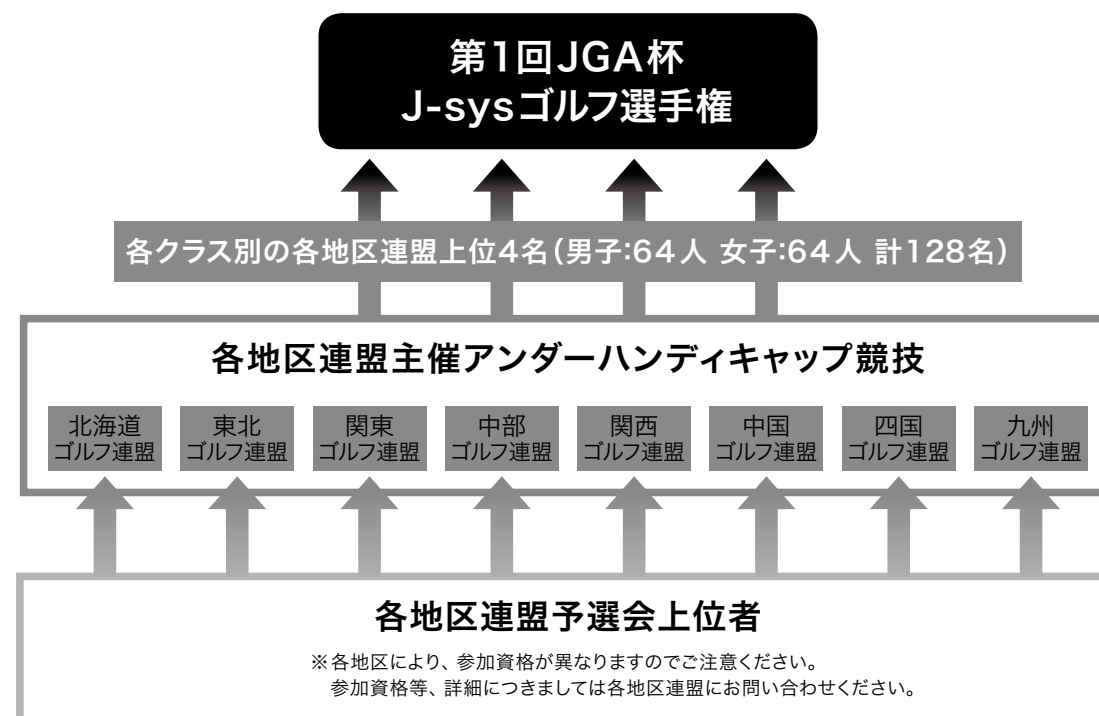 第1回JGA杯
J-sysゴルフ選手権
各クラス別の各地区連盟上位4名(男子:64人 女子:64人 計128名)
各地区連盟主催アンダーハンディキャップ競技
北海道
ゴルフ連盟
東北
ゴルフ連盟
関東
ゴルフ連盟
中部
ゴルフ連盟
関西
ゴルフ連盟
中国
ゴルフ連盟
四国
ゴルフ連盟
九州
ゴルフ連盟
各地区連盟予選会上位者
※各地区により、参加資格が異なりますのでご注意ください。
参加資格等、詳細につきましては各地区連盟にお問い合わせください。